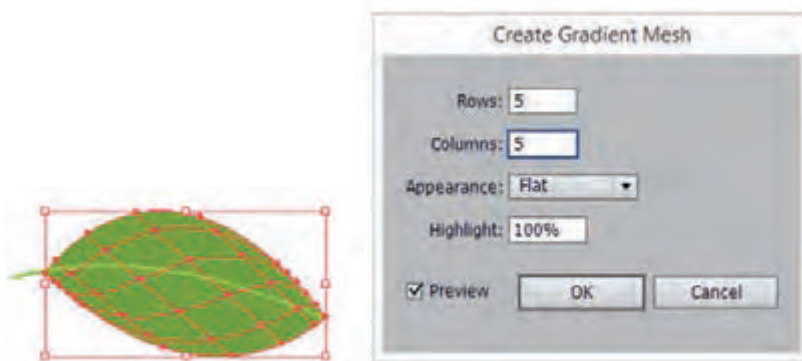 Create Gradient Mesh
Rows: 5
Columns: 5
Appearance: Flat
Highlight: 100%
Preview OK Cancel